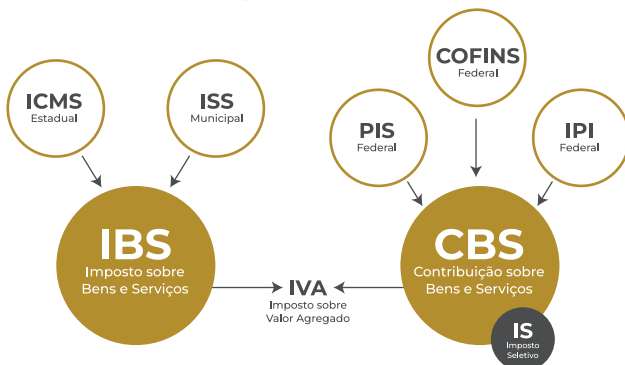 COFINS
Federal
ICMS
Estadual
ISS
Municipal
PIS
Federal
IPI
Federal
IBS
Imposto sobre
Bens e Serviços
CBS
Contribuição sobre
Bens e Serviços
IVA
Imposto sobre
Valor Agregado
IS
Imposto
Seletivo